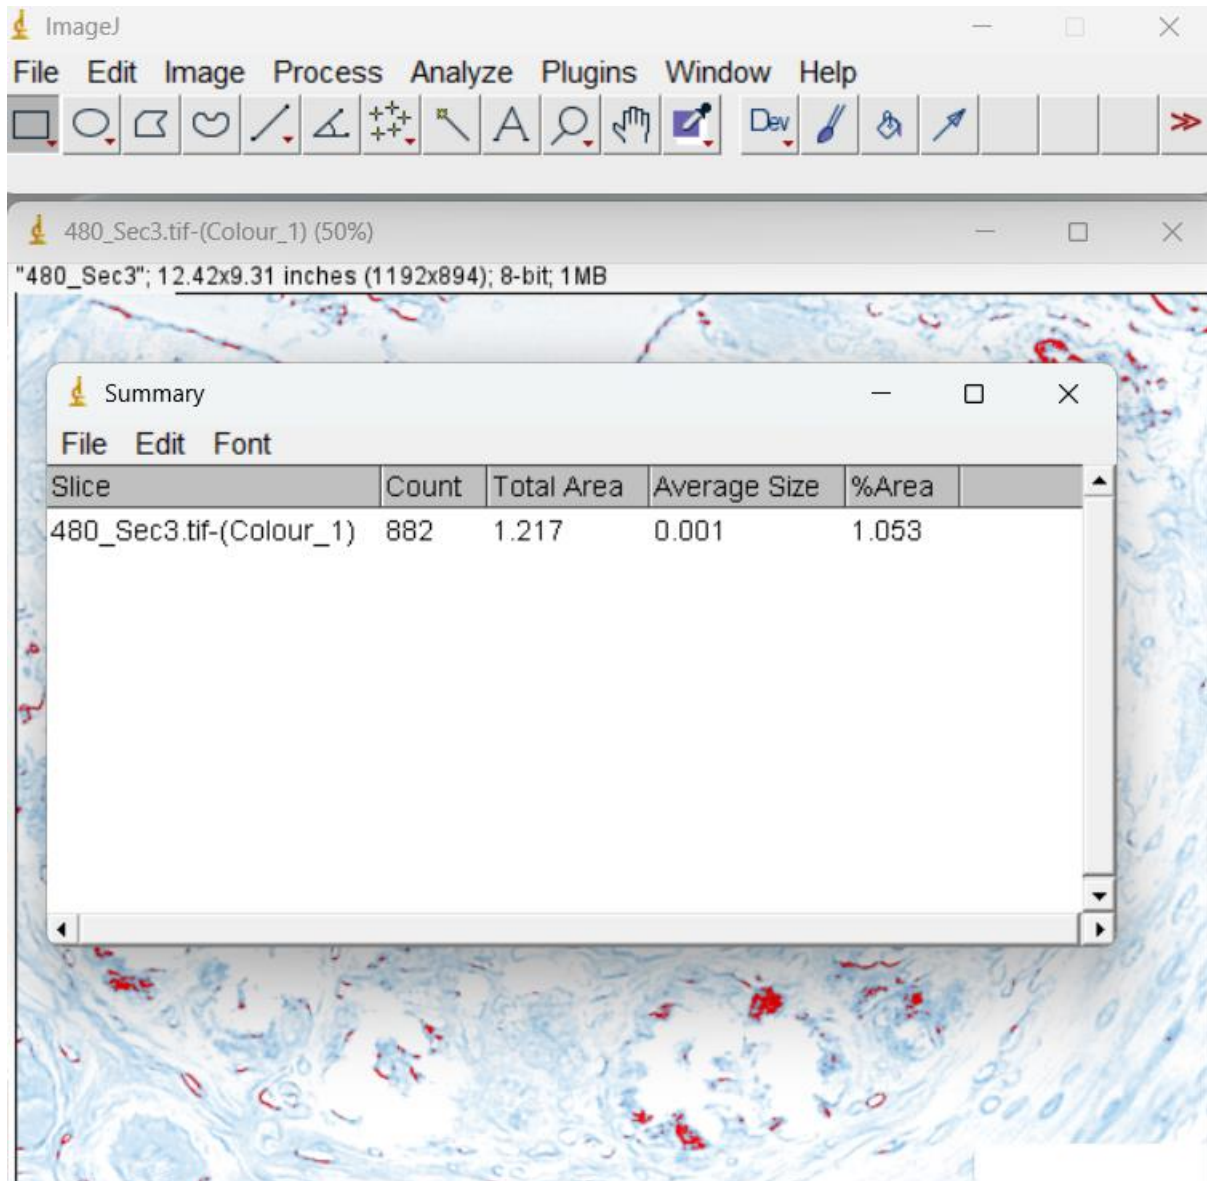 ImageJ
File Edit Image Process Analyze Plugins Window Help
A Dev >>
480_Sec3.tif-(Colour_1) (50%)
"480_Sec3"; 12.42x9.31 inches (1192x894); 8-bit; 1MB
Summary
File Edit Font
Slice Count Total Area Average Size %Area
480_Sec3.tif-(Colour_1) 882 1.217 0.001 1.053